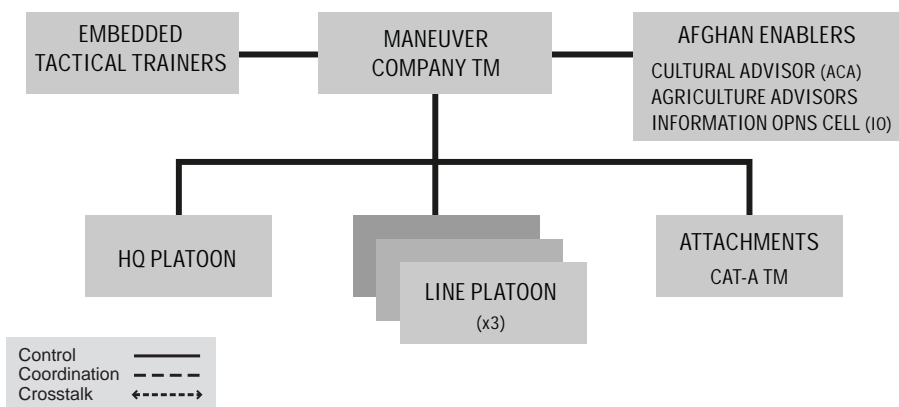 EMBEDDED
TACTICAL TRAINERS
MANEUVER
COMPANY TM
AFGHAN ENABLERS
CULTURAL ADVISOR (ACA)
AGRICULTURE ADVISORS
INFORMATION OPNS CELL (IO)
HQ PLATOON
LINE PLATOON
(x3)
ATTACHMENTS
CAT-A TM
Control
Coordination
Crosstalk